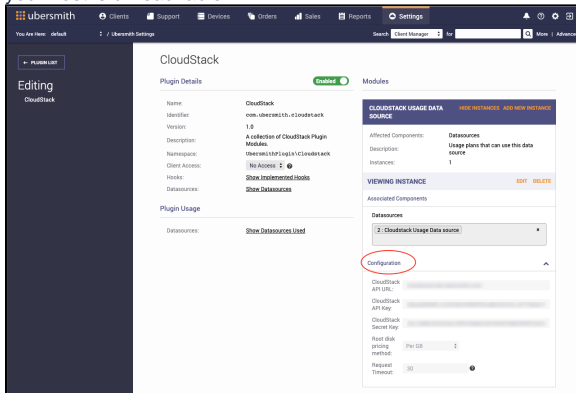 ubersmith
Clients
Support
Devices
Orders
Sales
Reports
Settings
You Are Here: default
/ Ubersmith Settings
Search
Client Manager
for
More | Advance
← PLUGIN LIST
Editing
CloudStack
CloudStack
Plugin Details
Enabled
Name: CloudStack
Identifier: com.ubersmith.cloudstack
Version: 1.0
Description: A collection of CloudStack Plugin
Modules.
Namespace: UbersmithPlugin\Cloudstack
Client Access: No Access
Hooks: Show Implemented Hooks
Datasources: Show Datasources
Plugin Usage
Datasources: Show Datasources Used
Modules
CLOUDSTACK USAGE DATA
SOURCE
HIDE INSTANCES ADD NEW INSTANCE
Affected Components: Datasources
Description: Usage plans that can use this data
source
Instances: 1
VIEWING INSTANCE
EDIT DELETE
Associated Components
Datasources
2 : Cloudstack Usage Data source ×
Configuration
CloudStack
API URL:
CloudStack
API Key:
CloudStack
Secret Key:
Root disk
pricing
method:
Per GB
Request
Timeout:
30